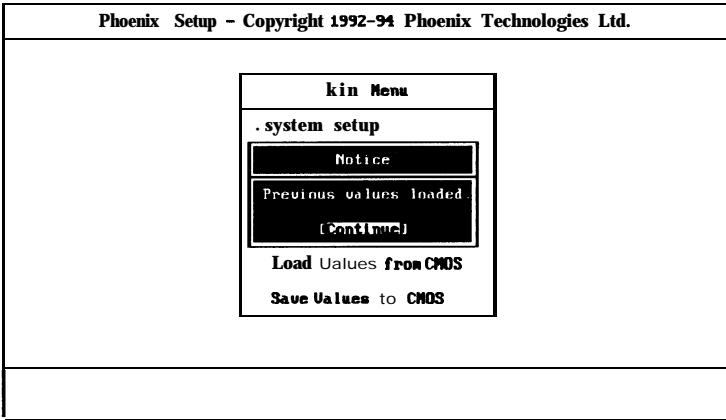 Phoenix Setup - Copyright 1992-94 Phoenix Technologies Ltd.
kin Menu
. system setup
Notice
Previous values loaded.
[Continue]
Load Values from CMOS
Save Values to CMOS